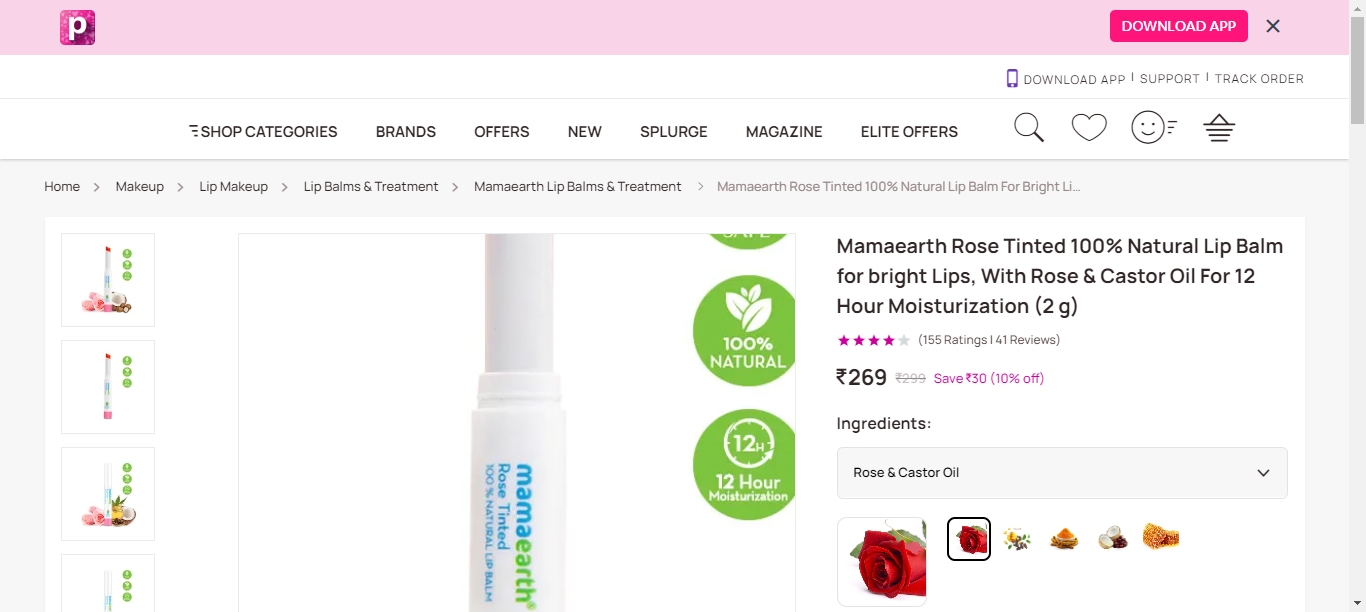 p
DOWNLOAD APP
DOWNLOAD APP | SUPPORT | TRACK ORDER
SHOP CATEGORIES BRANDS OFFERS NEW SPLURGE MAGAZINE ELITE OFFERS
Home > Makeup > Lip Makeup > Lip Balms & Treatment > Mamaearth Lip Balms & Treatment > Mamaearth Rose Tinted 100% Natural Lip Balm For Bright Li...
100%
NATURAL
12H
12 Hour
Moisturization
mamaearth®
Rose Tinted
100% NATURAL LIP BALM
Mamaearth Rose Tinted 100% Natural Lip Balm
for bright Lips, With Rose & Castor Oil For 12
Hour Moisturization (2 g)
(155 Ratings | 41 Reviews)
₹269 ₹299 Save ₹30 (10% off)
Ingredients:
Rose & Castor Oil